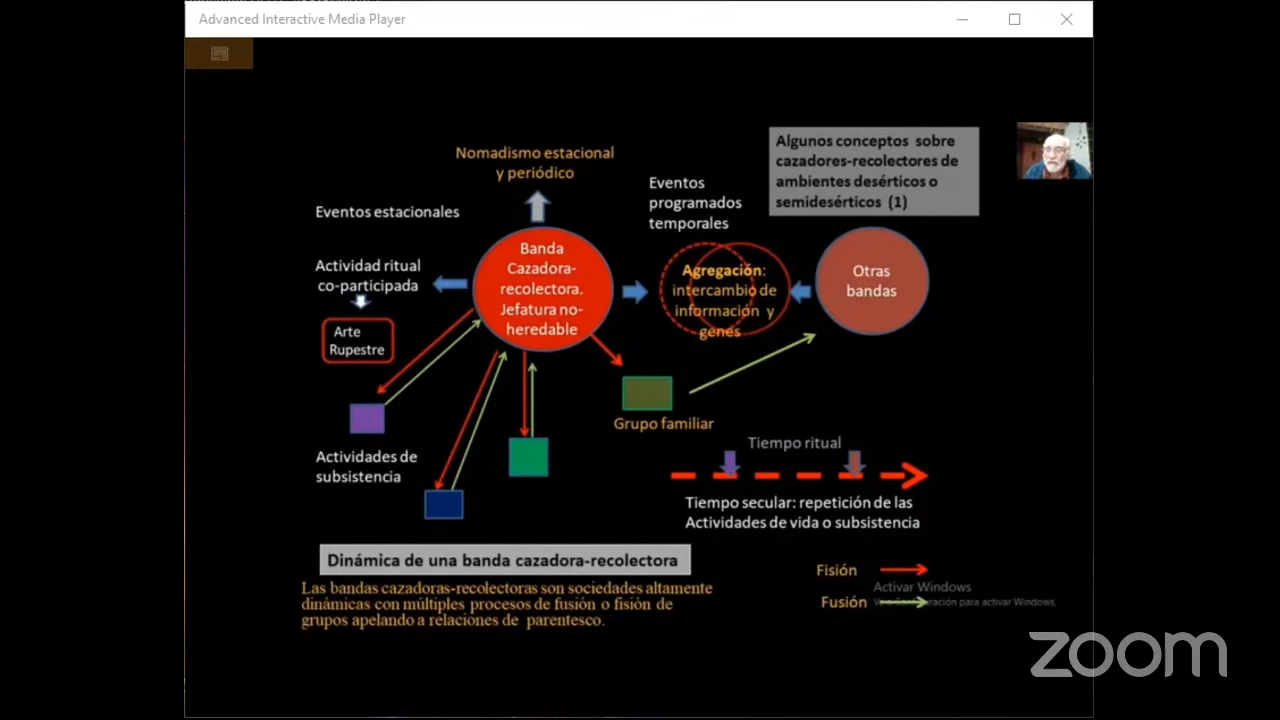 Advanced Interactive Media Player
Algunos conceptos sobre
cazadores-recolectores de
ambientes desérticos o
semidesérticos (1)
Nomadismo estacional
y periódico
Eventos
programados
temporales
Eventos estacionales
Banda
Cazadora-
recolectora.
Jefatura no-
heredable
Actividad ritual
co-participada
Agregación:
intercambio de
información y
genes
Otras
bandas
Arte
Rupestre
Grupo familiar
Actividades de
subsistencia
Tiempo ritual
Tiempo secular: repetición de las
Actividades de vida o subsistencia
Dinámica de una banda cazadora-recolectora
Las bandas cazadoras-recolectoras son sociedades altamente
dinámicas con múltiples procesos de fusión o fisión de
grupos apelando a relaciones de parentesco.
Fisión
Activar Windows
Fusión
para activar Windows.
zoom